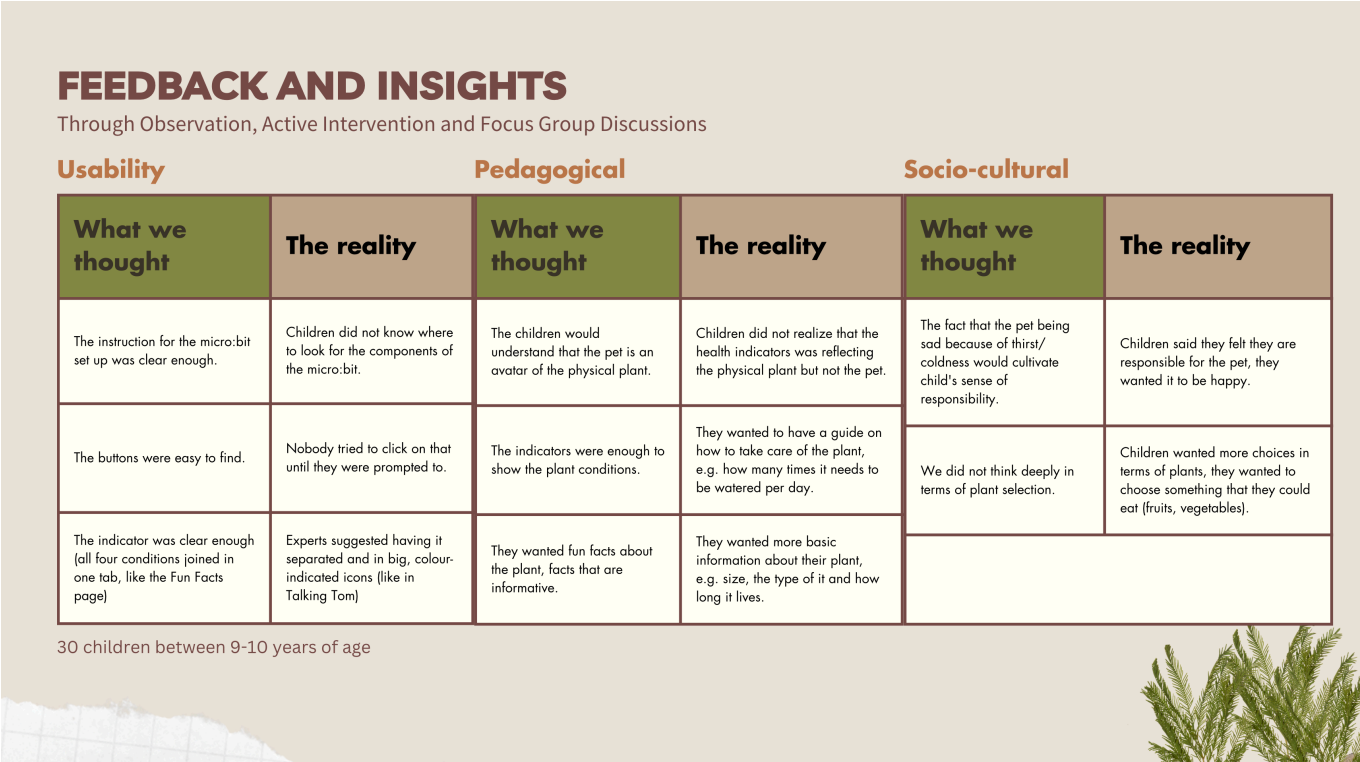 FEEDBACK AND INSIGHTS
Through Observation, Active Intervention and Focus Group Discussions
Usability
What we
thought
The reality
The instruction for the micro:bit
set up was clear enough.
Children did not know where
to look for the components of
the micro:bit.
The buttons were easy to find.
Nobody tried to click on that
until they were prompted to.
The indicator was clear enough
(all four conditions joined in
one tab, like the Fun Facts
page)
Experts suggested having it
separated and in big, colour-
indicated icons (like in
Talking Tom)
Pedagogical
What we
thought
The reality
The children would
understand that the pet is an
avatar of the physical plant.
Children did not realize that the
health indicators was reflecting
the physical plant but not the pet.
The indicators were enough to
show the plant conditions.
They wanted to have a guide on
how to take care of the plant,
e.g. how many times it needs to
be watered per day.
They wanted fun facts about
the plant, facts that are
informative.
They wanted more basic
information about their plant,
e.g. size, the type of it and how
long it lives.
Socio-cultural
What we
thought
The reality
The fact that the pet being
sad because of thirst/
coldness would cultivate
child's sense of
responsibility.
Children said they felt they are
responsible for the pet, they
wanted it to be happy.
We did not think deeply in
terms of plant selection.
Children wanted more choices in
terms of plants, they wanted to
choose something that they could
eat (fruits, vegetables).
30 children between 9-10 years of age